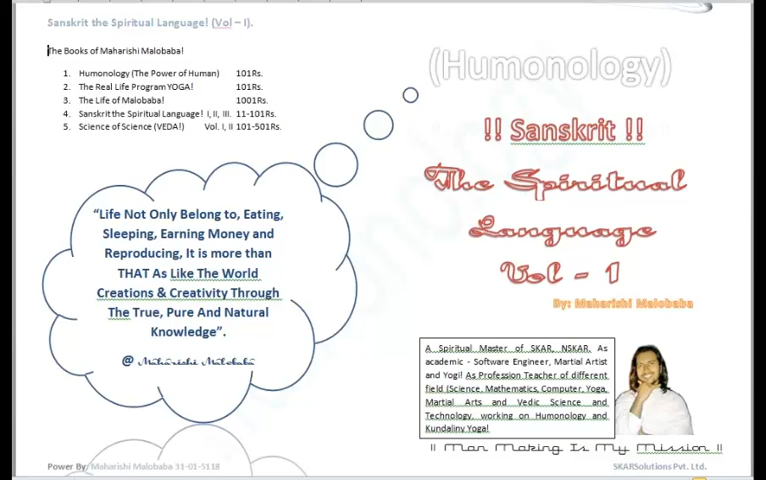 Sanskrit the Spiritual Language! (Vol – I).
The Books of Maharishi Malobaba!
1. Humonology (The Power of Human) 101Rs.
2. The Real Life Program YOGA! 101Rs.
3. The Life of Malobaba! 1001Rs.
4. Sanskrit the Spiritual Language! I, II, III. 11-101Rs.
5. Science of Science (VEDA!) Vol. I, II 101-501Rs.
“Life Not Only Belong to, Eating,
Sleeping, Earning Money and
Reproducing, It is more than
THAT As Like The World
Creations & Creativity Through
The True, Pure And Natural
Knowledge”.
@ Maharishi Malobaba
Power By: Maharishi Malobaba 31-01-5118
(Humonology)
!! Sanskrit !!
The Spiritual
Language
Vol - 1
By: Maharishi Malobaba
A Spiritual Master of SKAR, NSKAR, As
academic - Software Engineer, Martial Artist
and Yogi! As Profession Teacher of different
field (Science, Mathematics, Computer, Yoga,
Martial Arts and Vedic Science and
Technology, working on Humonology and
Kundaliny Yoga!
!! Man Making Is My Mission !!
SKARSolutions Pvt. Ltd.